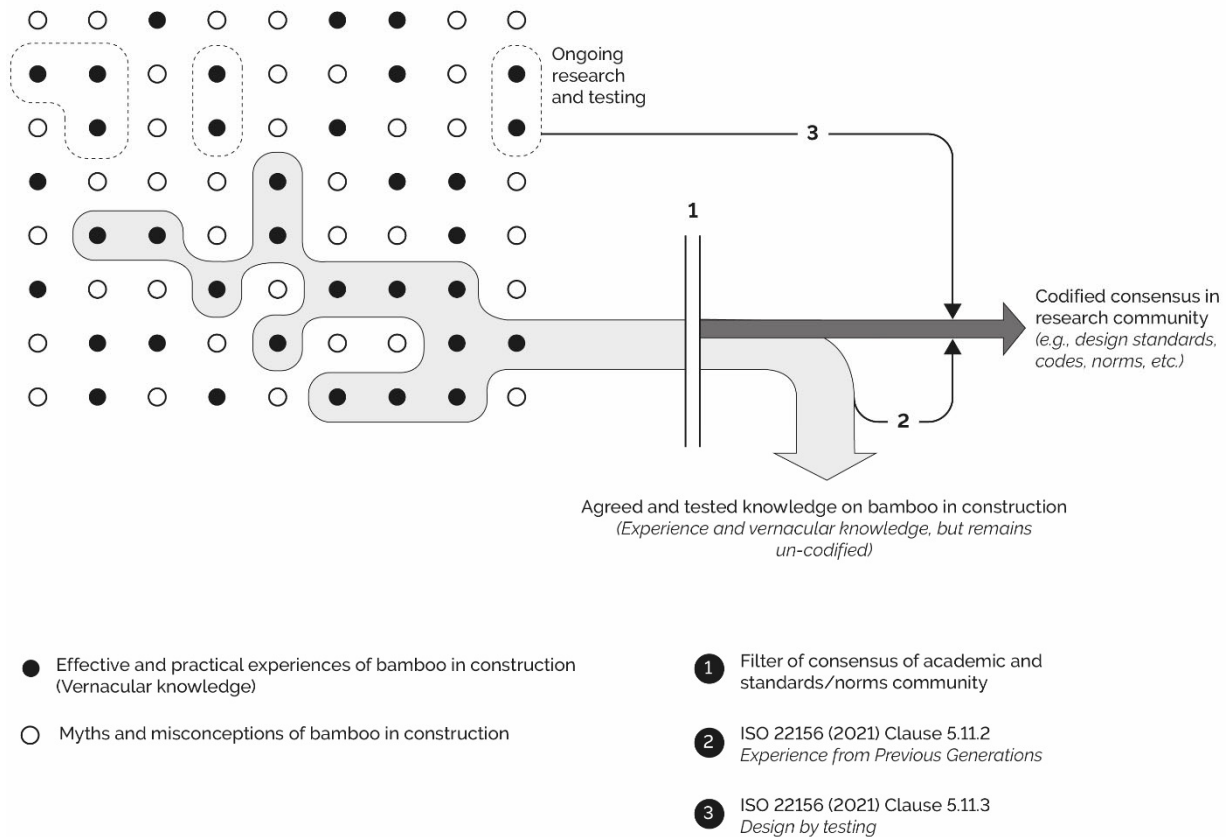 Ongoing
research
and testing
3
1
Codified consensus in
research community
(e.g., design standards,
codes, norms, etc.)
2
Agreed and tested knowledge on bamboo in construction
(Experience and vernacular knowledge, but remains
un-codified)
Effective and practical experiences of bamboo in construction
(Vernacular knowledge)
Myths and misconceptions of bamboo in construction
1 Filter of consensus of academic and
standards/norms community
2 ISO 22156 (2021) Clause 5.11.2
Experience from Previous Generations
3 ISO 22156 (2021) Clause 5.11.3
Design by testing